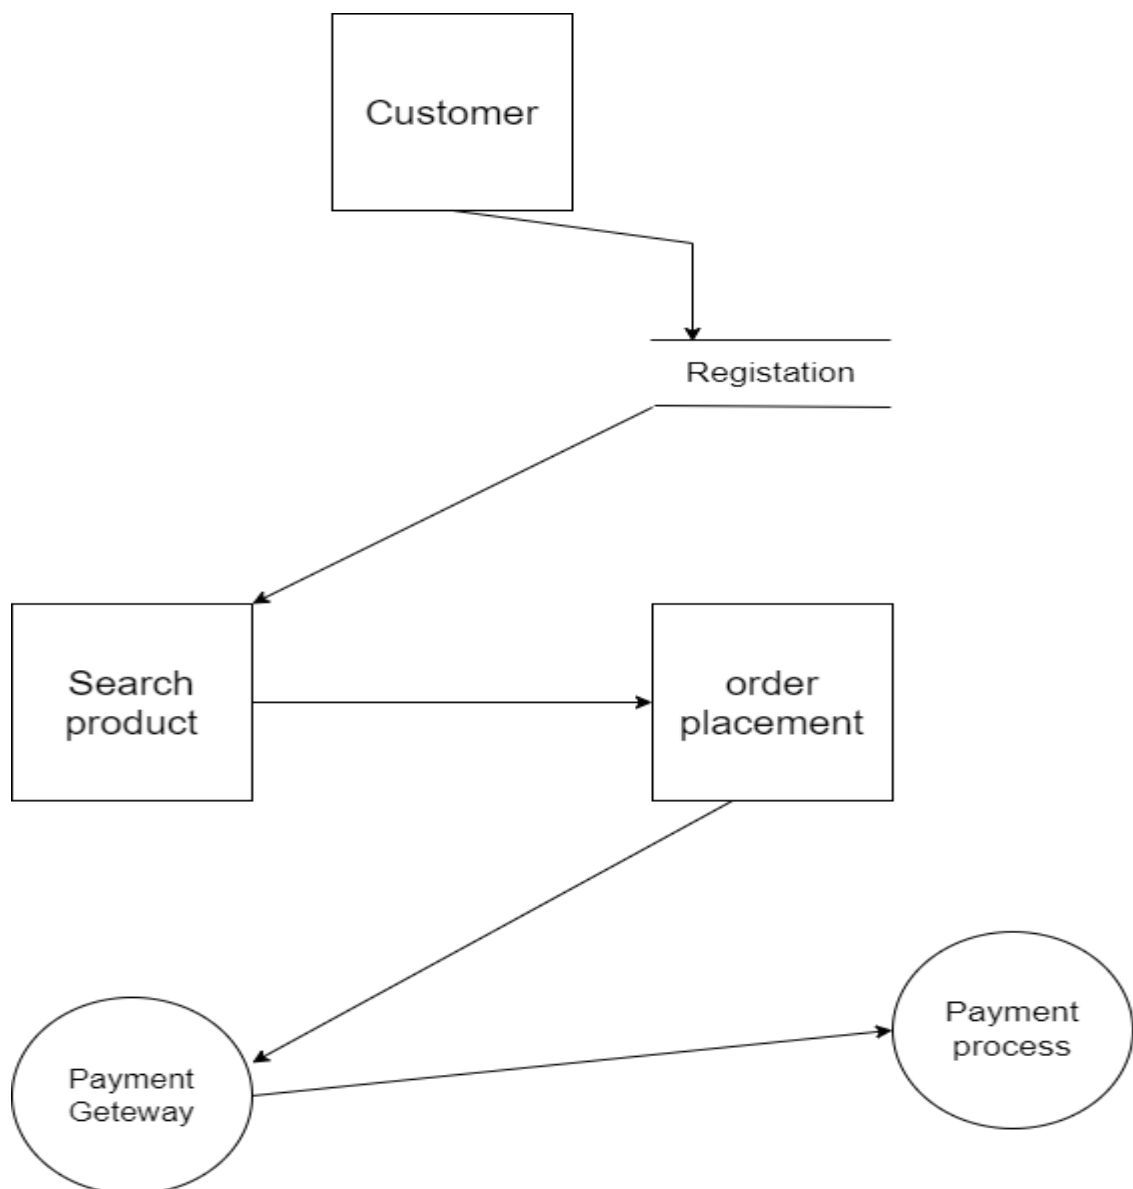 Customer
Registation
Search
product
order
placement
Payment
Geteway
Payment
process